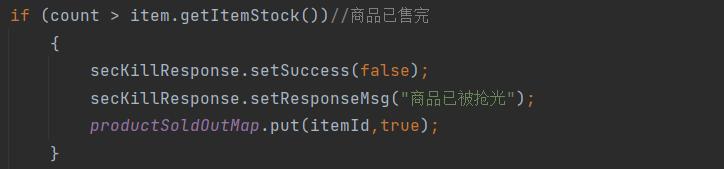 if (count > item.getItemStock())//商品已售完
{
secKillResponse.setSuccess(false);
secKillResponse.setResponseMsg("商品已被抢光");
productSoldOutMap.put(itemId,true);
}